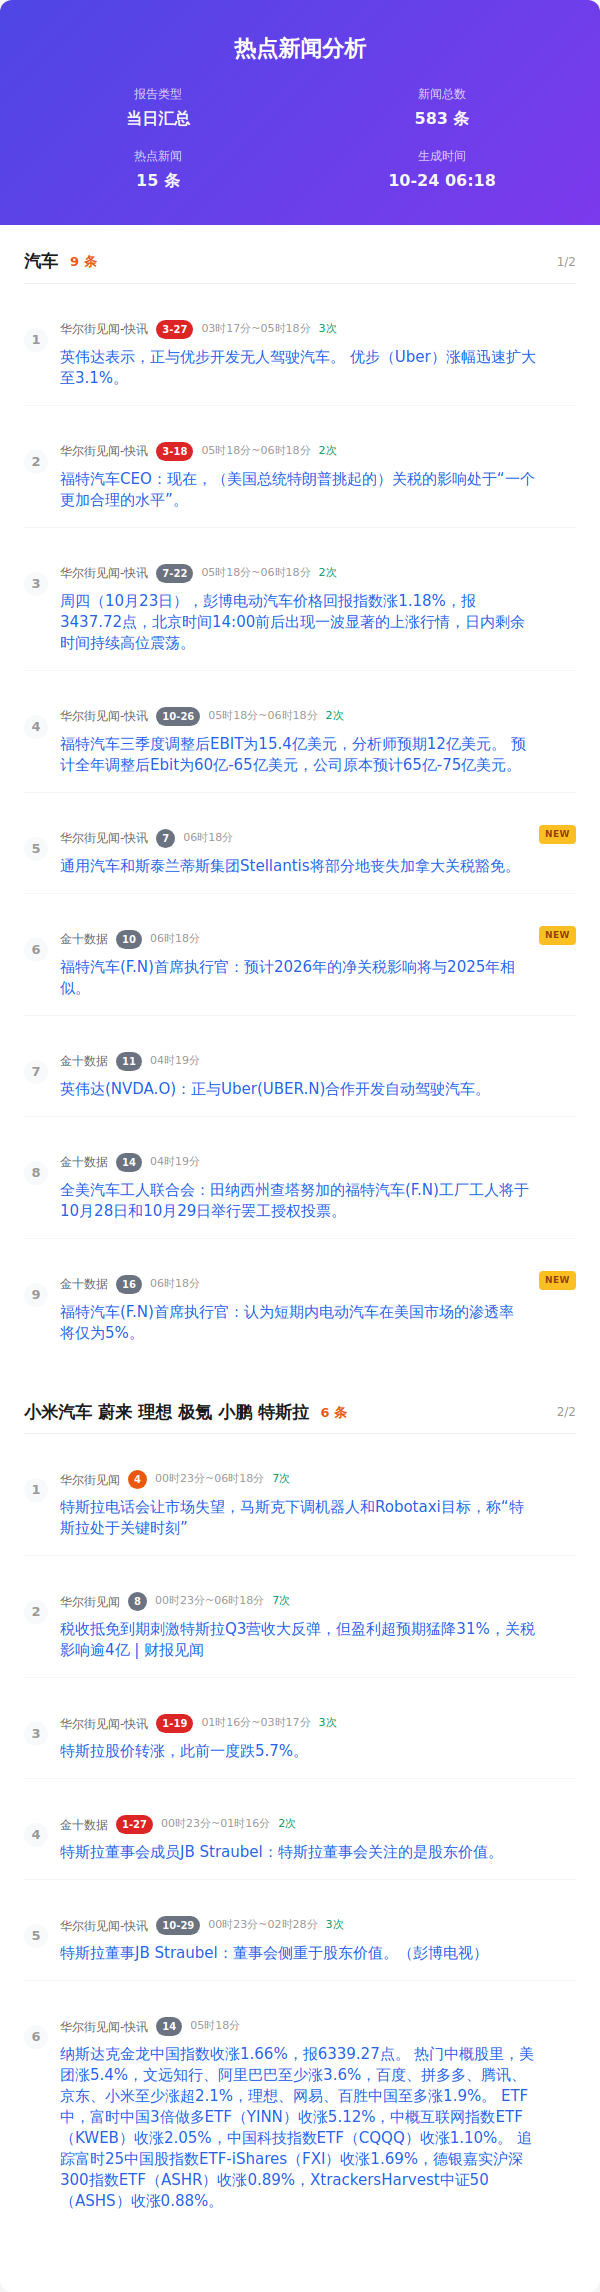 热点新闻分析
报告类型
当日汇总
新闻总数
583 条
热点新闻
15 条
生成时间
10-24 06:18
汽车 9 条 1/2
1
华尔街见闻-快讯 3-27 03时17分~05时18分 3次
英伟达表示，正与优步开发无人驾驶汽车。 优步（Uber）涨幅迅速扩大
至3.1%。
2
华尔街见闻-快讯 3-18 05时18分~06时18分 2次
福特汽车CEO：现在，（美国总统特朗普挑起的）关税的影响处于“一个
更加合理的水平”。
3
华尔街见闻-快讯 7-22 05时18分~06时18分 2次
周四（10月23日），彭博电动汽车价格回报指数涨1.18%，报
3437.72点，北京时间14:00前后出现一波显著的上涨行情，日内剩余
时间持续高位震荡。
4
华尔街见闻-快讯 10-26 05时18分~06时18分 2次
福特汽车三季度调整后EBIT为15.4亿美元，分析师预期12亿美元。 预
计全年调整后Ebit为60亿-65亿美元，公司原本预计65亿-75亿美元。
5
华尔街见闻-快讯 7 06时18分 NEW
通用汽车和斯泰兰蒂斯集团Stellantis将部分地丧失加拿大关税豁免。
6
金十数据 10 06时18分 NEW
福特汽车(F.N)首席执行官：预计2026年的净关税影响将与2025年相
似。
7
金十数据 11 04时19分
英伟达(NVDA.O)：正与Uber(UBER.N)合作开发自动驾驶汽车。
8
金十数据 14 04时19分
全美汽车工人联合会：田纳西州查塔努加的福特汽车(F.N)工厂工人将于
10月28日和10月29日举行罢工授权投票。
9
金十数据 16 06时18分 NEW
福特汽车(F.N)首席执行官：认为短期内电动汽车在美国市场的渗透率
将仅为5%。
小米汽车 蔚来 理想 极氪 小鹏 特斯拉 6 条 2/2
1
华尔街见闻 4 00时23分~06时18分 7次
特斯拉电话会让市场失望，马斯克下调机器人和Robotaxi目标，称“特
斯拉处于关键时刻”
2
华尔街见闻 8 00时23分~06时18分 7次
税收抵免到期刺激特斯拉Q3营收大反弹，但盈利超预期猛降31%，关税
影响逾4亿 | 财报见闻
3
华尔街见闻-快讯 1-19 01时16分~03时17分 3次
特斯拉股价转涨，此前一度跌5.7%。
4
金十数据 1-27 00时23分~01时16分 2次
特斯拉董事会成员JB Straubel：特斯拉董事会关注的是股东价值。
5
华尔街见闻-快讯 10-29 00时23分~02时28分 3次
特斯拉董事JB Straubel：董事会侧重于股东价值。（彭博电视）
6
华尔街见闻-快讯 14 05时18分
纳斯达克金龙中国指数收涨1.66%，报6339.27点。 热门中概股里，美
团涨5.4%，文远知行、阿里巴巴至少涨3.6%，百度、拼多多、腾讯、
京东、小米至少涨超2.1%，理想、网易、百胜中国至多涨1.9%。 ETF
中，富时中国3倍做多ETF（YINN）收涨5.12%，中概互联网指数ETF
（KWEB）收涨2.05%，中国科技指数ETF（CQQQ）收涨1.10%。 追
踪富时25中国股指数ETF-iShares（FXI）收涨1.69%，德银嘉实沪深
300指数ETF（ASHR）收涨0.89%，XtrackersHarvest中证50
（ASHS）收涨0.88%。